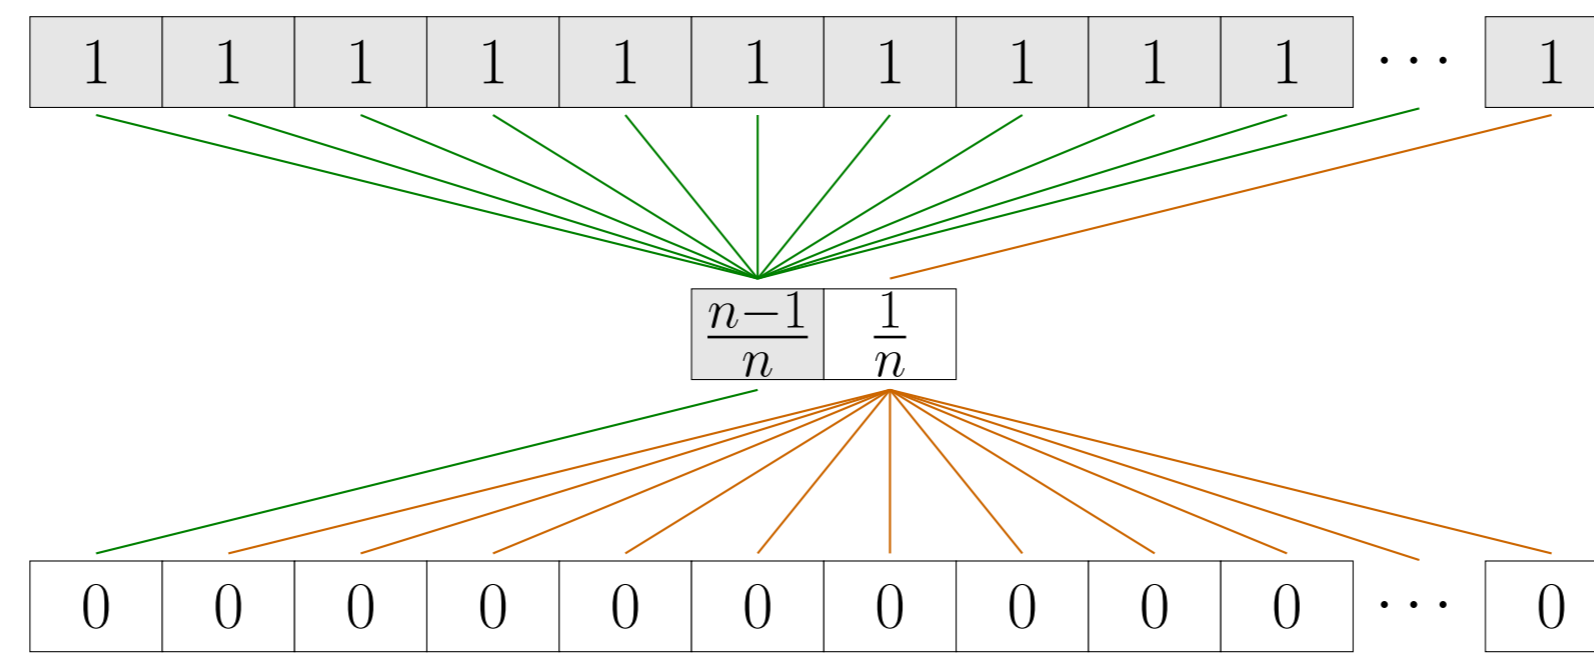 1 1 1 1 1 1 1 1 1 1 ··· 1
n−1/n 1/n
0 0 0 0 0 0 0 0 0 0 ··· 0